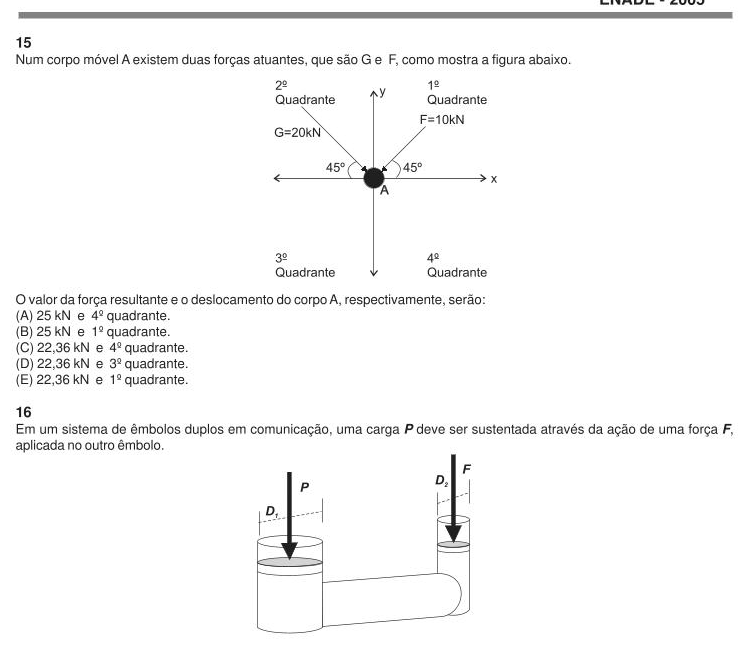 ENADE - 2005
15
Num corpo móvel A existem duas forças atuantes, que são G e F, como mostra a figura abaixo.
2º
Quadrante
y
1º
Quadrante
G=20kN
F=10kN
45º
45º
x
A
3º
Quadrante
4º
Quadrante
O valor da força resultante e o deslocamento do corpo A, respectivamente, serão:
(A) 25 kN e 4º quadrante.
(B) 25 kN e 1º quadrante.
(C) 22,36 kN e 4º quadrante.
(D) 22,36 kN e 3º quadrante.
(E) 22,36 kN e 1º quadrante.
16
Em um sistema de êmbolos duplos em comunicação, uma carga P deve ser sustentada através da ação de uma força F,
aplicada no outro êmbolo.
P
D₁
D₂
F